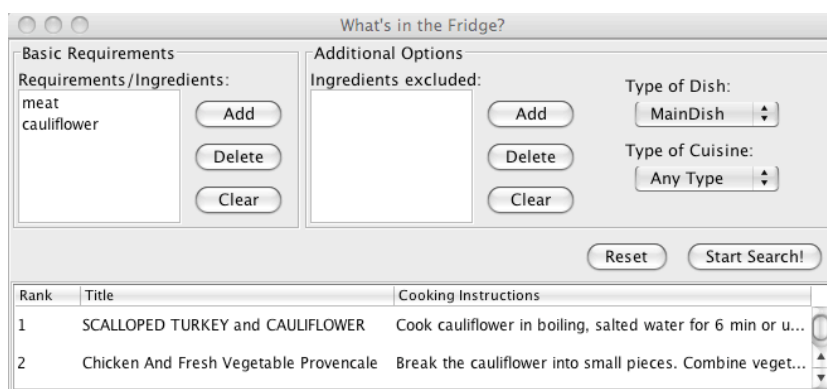 What's in the Fridge?
Basic Requirements
Requirements/Ingredients:
meat
cauliflower
Add
Delete
Clear
Additional Options
Ingredients excluded:
Add
Delete
Clear
Type of Dish:
MainDish
Type of Cuisine:
Any Type
Reset
Start Search!
Rank Title Cooking Instructions
1 SCALLOPED TURKEY and CAULIFLOWER Cook cauliflower in boiling, salted water for 6 min or u...
2 Chicken And Fresh Vegetable Provencale Break the cauliflower into small pieces. Combine veget...